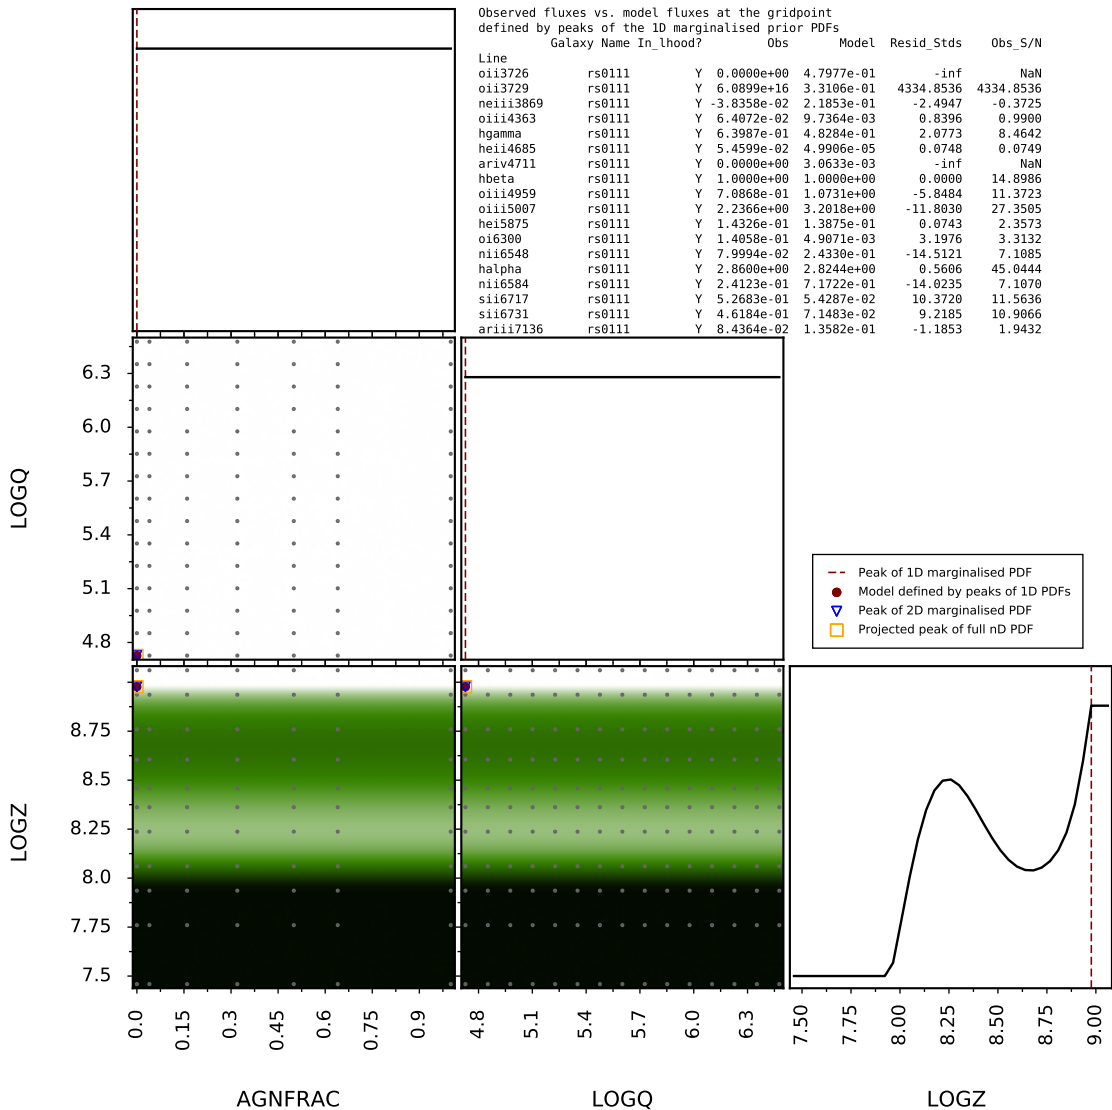 Observed fluxes vs. model fluxes at the gridpoint
defined by peaks of the 1D marginalised prior PDFs
Galaxy Name In_lhood? Obs Model Resid_Stds Obs_S/N
Line
oii3726 rs0111 Y 0.0000e+00 4.7977e-01 -inf NaN
oii3729 rs0111 Y 6.0899e+16 3.3106e-01 4334.8536 4334.8536
neiii3869 rs0111 Y -3.8358e-02 2.1853e-01 -2.4947 -0.3725
oiii4363 rs0111 Y 6.4072e-02 9.7364e-03 0.8396 0.9900
hgamma rs0111 Y 6.3987e-01 4.8284e-01 2.0773 8.4642
heii4685 rs0111 Y 5.4599e-02 4.9906e-05 0.0748 0.0749
ariv4711 rs0111 Y 0.0000e+00 3.0633e-03 -inf NaN
hbeta rs0111 Y 1.0000e+00 1.0000e+00 0.0000 14.8986
oiii4959 rs0111 Y 7.0868e-01 1.0731e+00 -5.8484 11.3723
oiii5007 rs0111 Y 2.2366e+00 3.2018e+00 -11.8030 27.3505
hei5875 rs0111 Y 1.4326e-01 1.3875e-01 0.0743 2.3573
oi6300 rs0111 Y 1.4058e-01 4.9071e-03 3.1976 3.3132
nii6548 rs0111 Y 7.9994e-02 2.4330e-01 -14.5121 7.1085
halpha rs0111 Y 2.8600e+00 2.8244e+00 0.5606 45.0444
nii6584 rs0111 Y 2.4123e-01 7.1722e-01 -14.0235 7.1070
sii6717 rs0111 Y 5.2683e-01 5.4287e-02 10.3720 11.5636
sii6731 rs0111 Y 4.6184e-01 7.1483e-02 9.2185 10.9066
ariii7136 rs0111 Y 8.4364e-02 1.3582e-01 -1.1853 1.9432
LOGQ
6.3
6.0
5.7
5.4
5.1
4.8
Peak of 1D marginalised PDF
Model defined by peaks of 1D PDFs
Peak of 2D marginalised PDF
Projected peak of full nD PDF
LOGZ
8.75
8.5
8.25
8.0
7.75
7.5
0.0 0.15 0.3 0.45 0.6 0.75 0.9
4.8 5.1 5.4 5.7 6.0 6.3
7.50 7.75 8.00 8.25 8.50 8.75 9.00
AGNFRAC LOGQ LOGZ